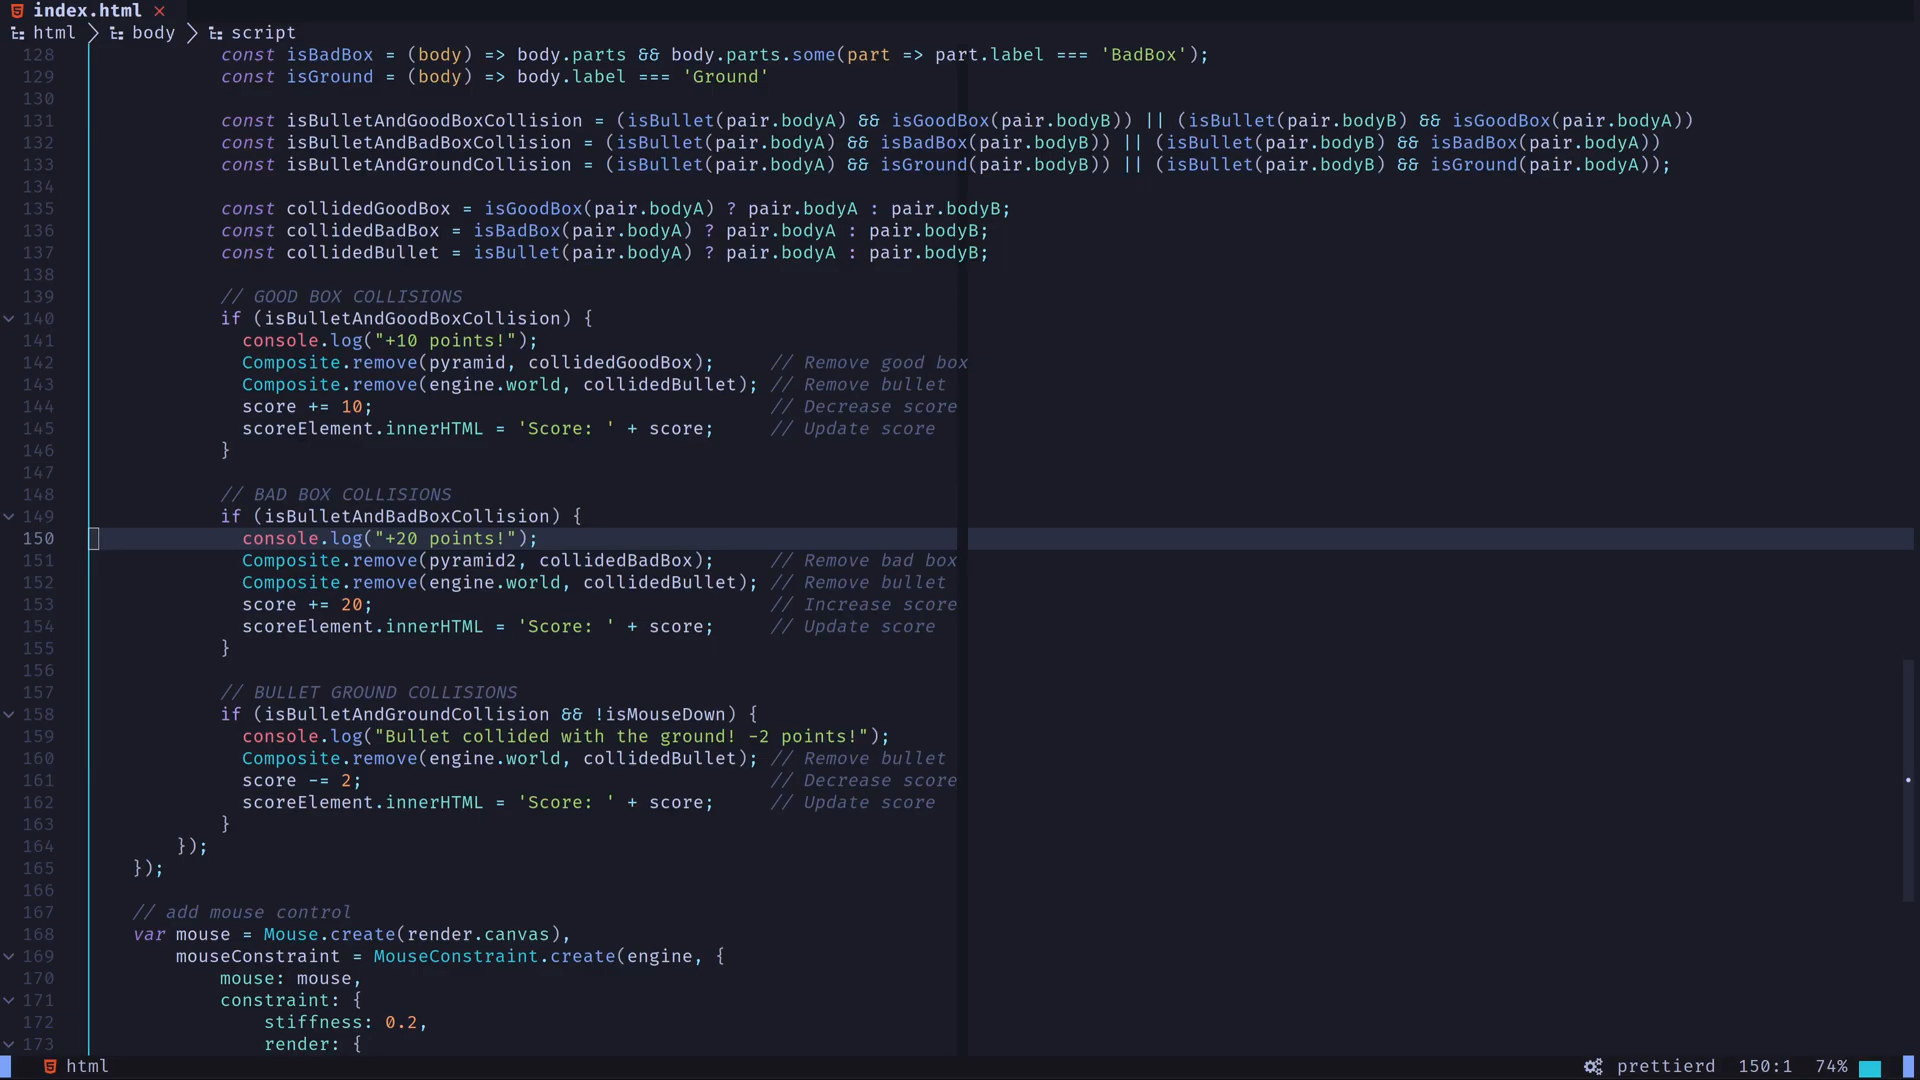 index.html ×
html > body > script
128 const isBadBox = (body) => body.parts && body.parts.some(part => part.label === 'BadBox');
129 const isGround = (body) => body.label === 'Ground'
130
131 const isBulletAndGoodBoxCollision = (isBullet(pair.bodyA) && isGoodBox(pair.bodyB)) || (isBullet(pair.bodyB) && isGoodBox(pair.bodyA))
132 const isBulletAndBadBoxCollision = (isBullet(pair.bodyA) && isBadBox(pair.bodyB)) || (isBullet(pair.bodyB) && isBadBox(pair.bodyA))
133 const isBulletAndGroundCollision = (isBullet(pair.bodyA) && isGround(pair.bodyB)) || (isBullet(pair.bodyB) && isGround(pair.bodyA));
134
135 const collidedGoodBox = isGoodBox(pair.bodyA) ? pair.bodyA : pair.bodyB;
136 const collidedBadBox = isBadBox(pair.bodyA) ? pair.bodyA : pair.bodyB;
137 const collidedBullet = isBullet(pair.bodyA) ? pair.bodyA : pair.bodyB;
138
139 // GOOD BOX COLLISIONS
140 if (isBulletAndGoodBoxCollision) {
141 console.log("+10 points!");
142 Composite.remove(pyramid, collidedGoodBox); // Remove good box
143 Composite.remove(engine.world, collidedBullet); // Remove bullet
144 score += 10; // Decrease score
145 scoreElement.innerHTML = 'Score: ' + score; // Update score
146 }
147
148 // BAD BOX COLLISIONS
149 if (isBulletAndBadBoxCollision) {
150 console.log("+20 points!");
151 Composite.remove(pyramid2, collidedBadBox); // Remove bad box
152 Composite.remove(engine.world, collidedBullet); // Remove bullet
153 score += 20; // Increase score
154 scoreElement.innerHTML = 'Score: ' + score; // Update score
155 }
156
157 // BULLET GROUND COLLISIONS
158 if (isBulletAndGroundCollision && !isMouseDown) {
159 console.log("Bullet collided with the ground! -2 points!");
160 Composite.remove(engine.world, collidedBullet); // Remove bullet
161 score -= 2; // Decrease score
162 scoreElement.innerHTML = 'Score: ' + score; // Update score
163 }
164 });
165 });
166
167 // add mouse control
168 var mouse = Mouse.create(render.canvas),
169 mouseConstraint = MouseConstraint.create(engine, {
170 mouse: mouse,
171 constraint: {
172 stiffness: 0.2,
173 render: {
html prettierd 150:1 74%